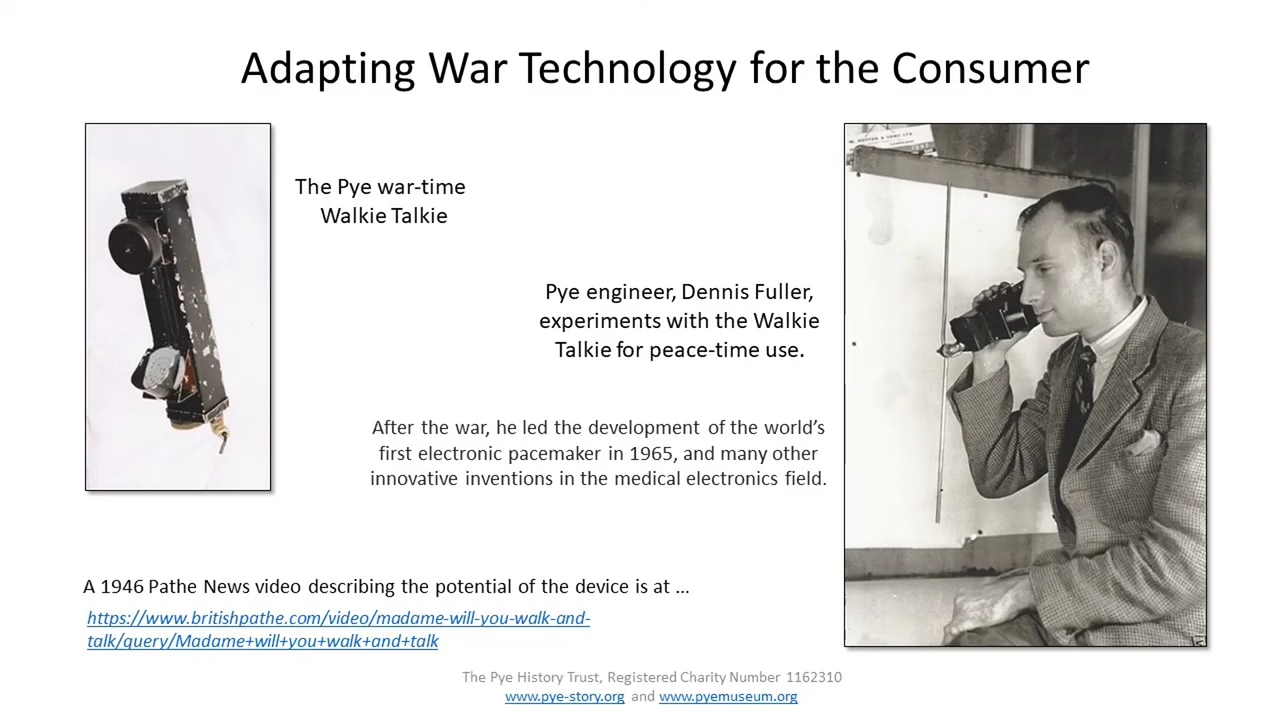 Adapting War Technology for the Consumer
The Pye war-time
Walkie Talkie
Pye engineer, Dennis Fuller,
experiments with the Walkie
Talkie for peace-time use.
After the war, he led the development of the world's
first electronic pacemaker in 1965, and many other
innovative inventions in the medical electronics field.
A 1946 Pathe News video describing the potential of the device is at ...
https://www.britishpathe.com/video/madame-will-you-walk-and-
talk/query/Madame+will+you+walk+and+talk
The Pye History Trust, Registered Charity Number 1162310
www.pye-story.org and www.pyemuseum.org